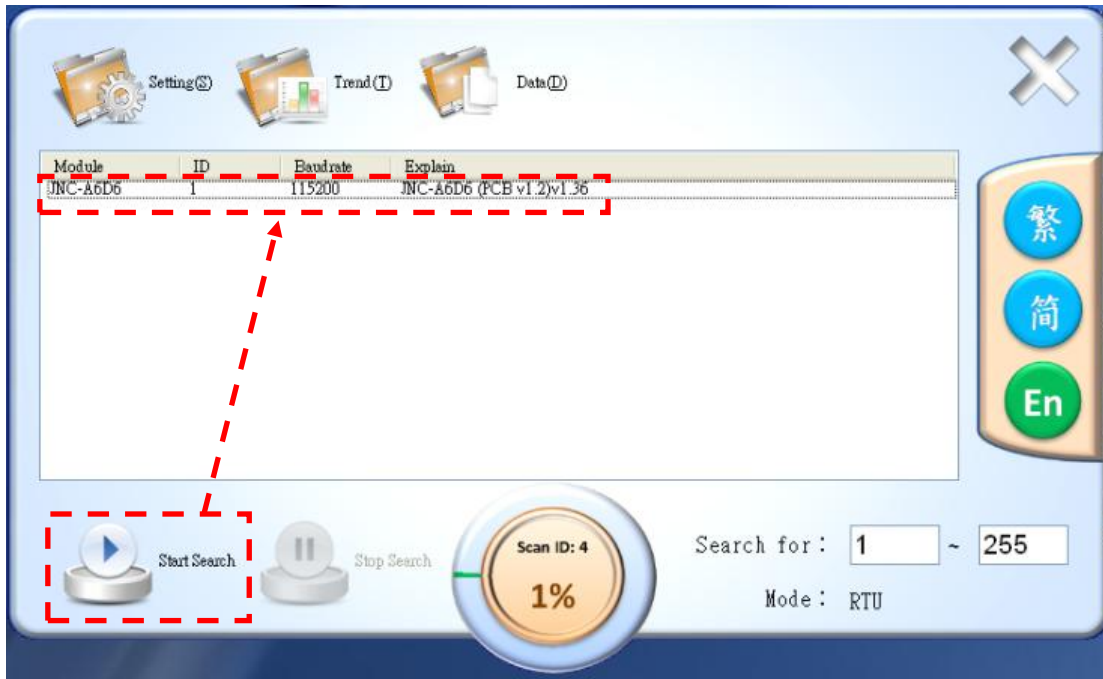 Setting(S) Trend(T) Data(D)
Module ID Baudrate Explain
JNC-A6D6 1 115200 JNC-A6D6 (PCB v1.2)v1.36
繁
简
En
Start Search
Stop Search
Scan ID: 4
1%
Search for： 1 ~ 255
Mode： RTU